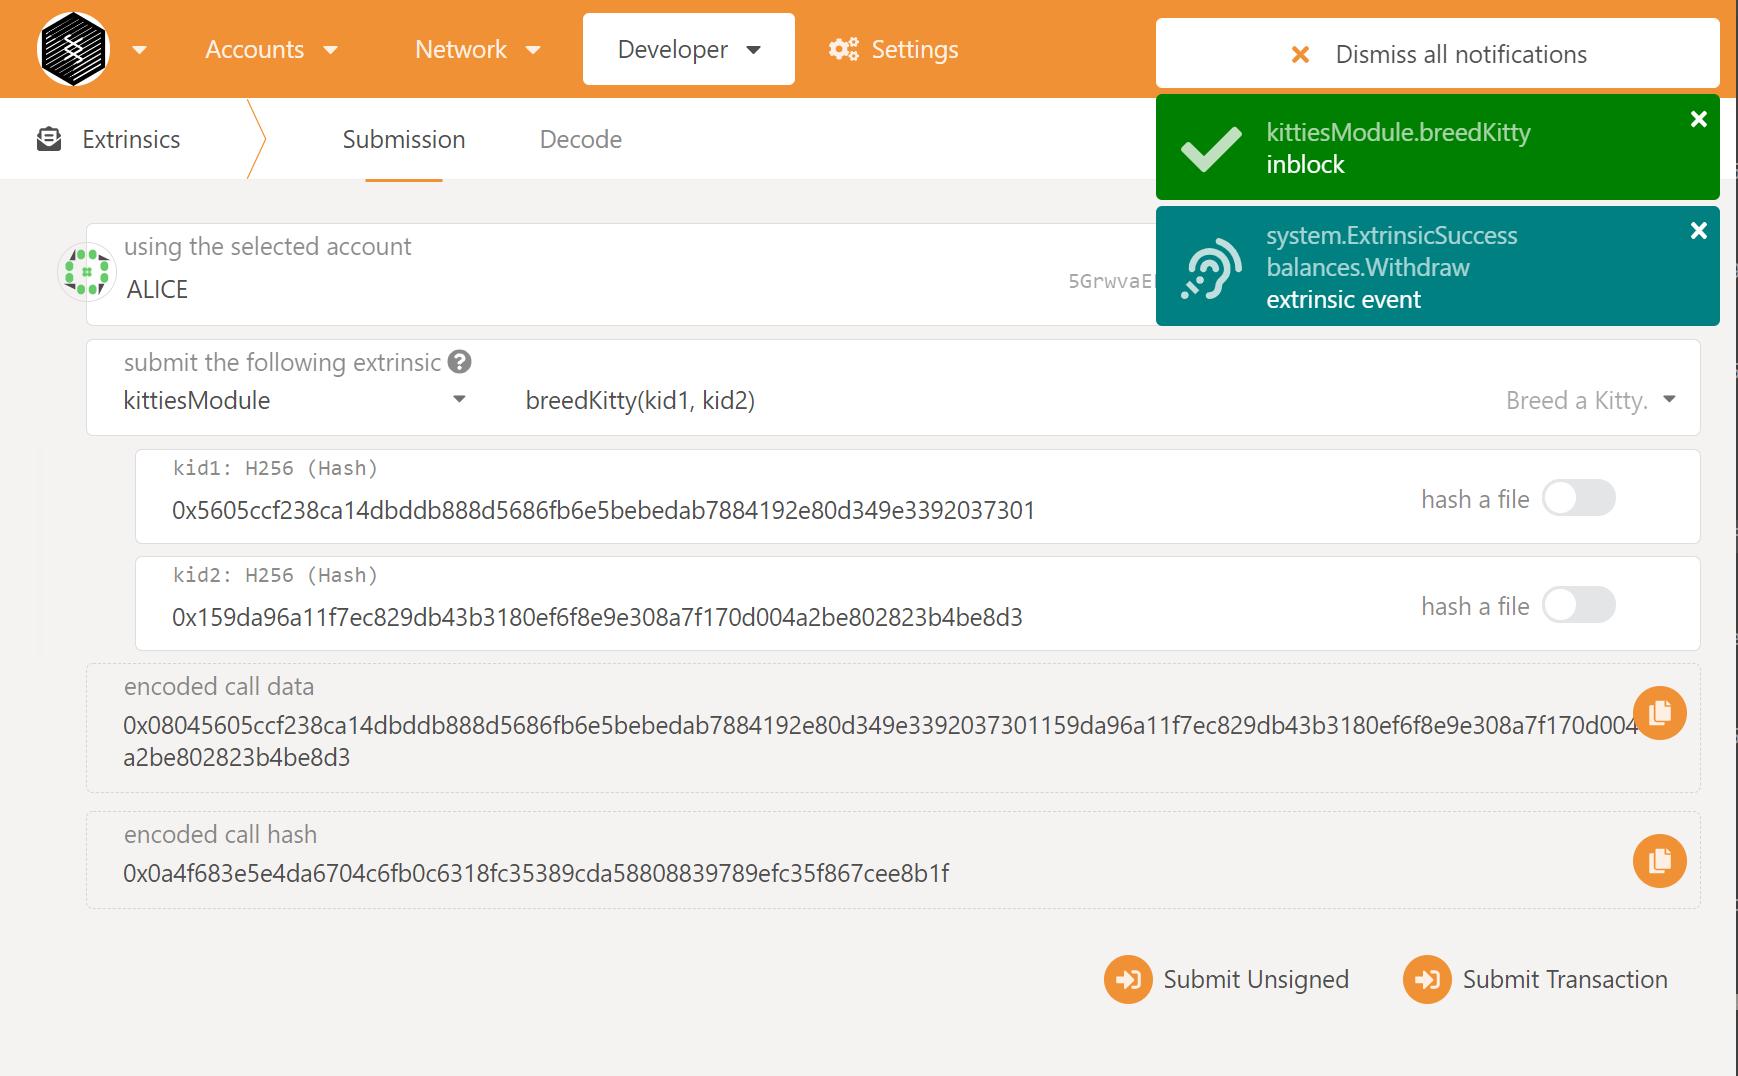 Accounts
Network
Developer
Settings
Dismiss all notifications
Extrinsics
Submission
Decode
kittiesModule.breedKitty
inblock
system.ExtrinsicSuccess
balances.Withdraw
extrinsic event
using the selected account
ALICE
5GrwvaE
submit the following extrinsic
kittiesModule
breedKitty(kid1, kid2)
Breed a Kitty.
kid1: H256 (Hash)
0x5605ccf238ca14dbddb888d5686fb6e5bebedab7884192e80d349e3392037301
hash a file
kid2: H256 (Hash)
0x159da96a11f7ec829db43b3180ef6f8e9e308a7f170d004a2be802823b4be8d3
hash a file
encoded call data
0x08045605ccf238ca14dbddb888d5686fb6e5bebedab7884192e80d349e3392037301159da96a11f7ec829db43b3180ef6f8e9e308a7f170d004
a2be802823b4be8d3
encoded call hash
0x0a4f683e5e4da6704c6fb0c6318fc35389cda58808839789efc35f867cee8b1f
Submit Unsigned
Submit Transaction